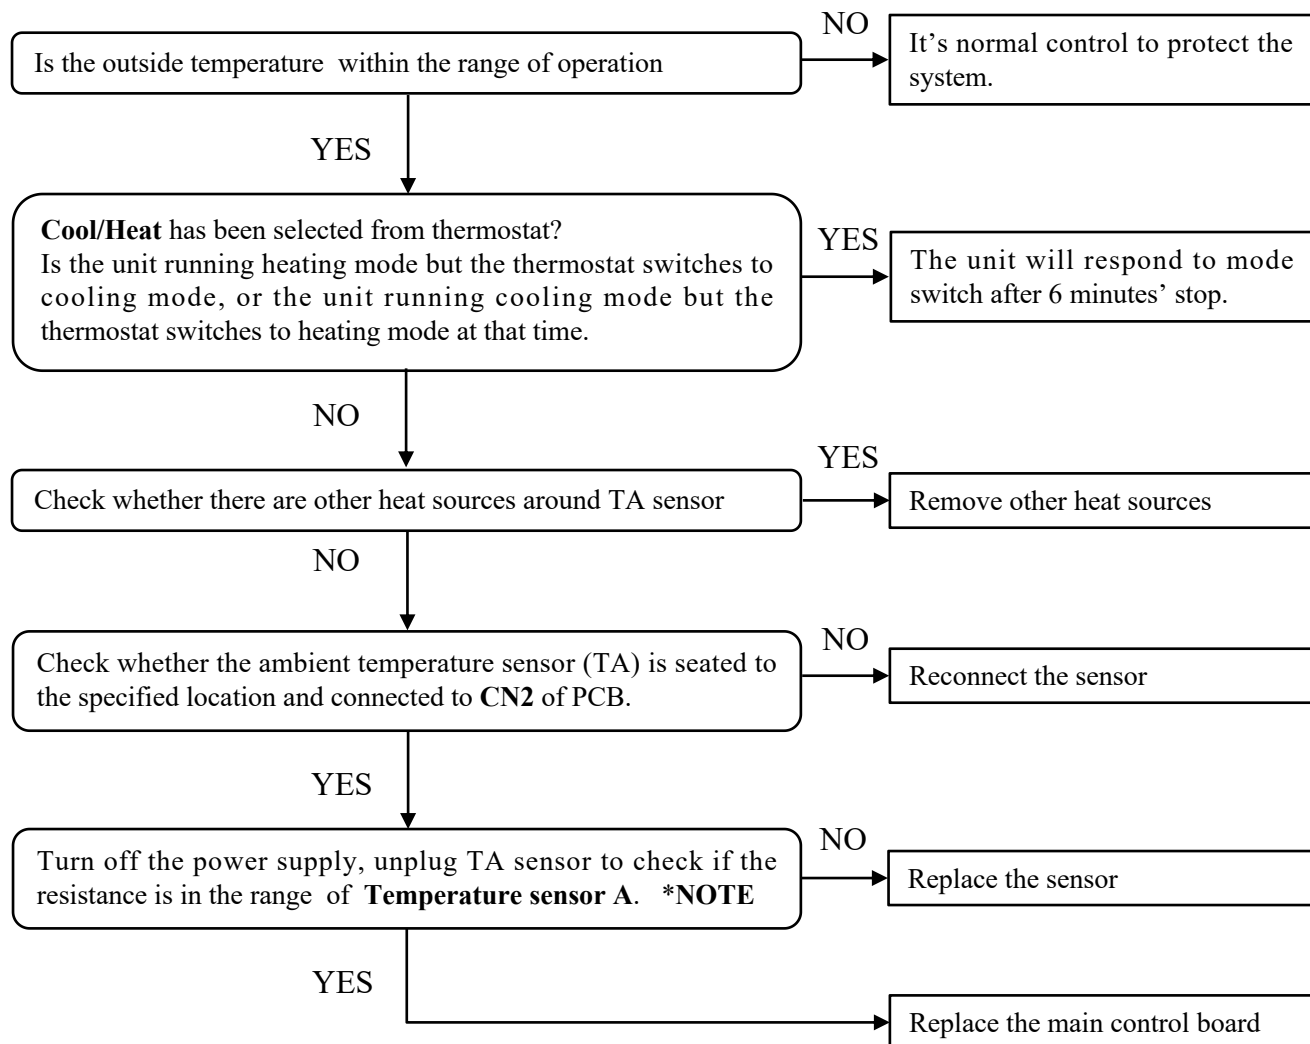 NO
Is the outside temperature within the range of operation
It’s normal control to protect the
system.
YES
Cool/Heat has been selected from thermostat?
Is the unit running heating mode but the thermostat switches to
cooling mode, or the unit running cooling mode but the
thermostat switches to heating mode at that time.
YES
The unit will respond to mode
switch after 6 minutes’ stop.
NO
Check whether there are other heat sources around TA sensor
YES
Remove other heat sources
NO
Check whether the ambient temperature sensor (TA) is seated to
the specified location and connected to CN2 of PCB.
NO
Reconnect the sensor
YES
Turn off the power supply, unplug TA sensor to check if the
resistance is in the range of Temperature sensor A. *NOTE
NO
Replace the sensor
YES
Replace the main control board